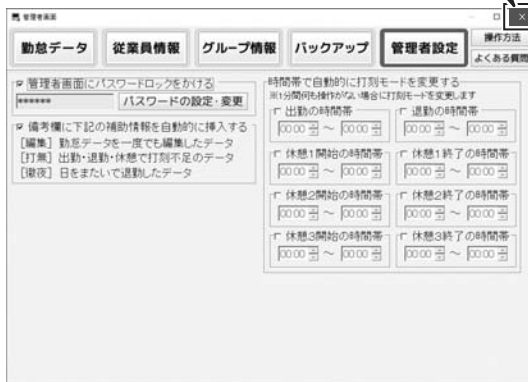 管理者画面
勤怠データ
従業員情報
グループ情報
バックアップ
管理者設定
操作方法
よくある質問
管理者画面にパスワードロックをかける
******
パスワードの設定・変更
備考欄に下記の補助情報を自動的に挿入する
[編集] 勤怠データを一度でも編集したデータ
[打無] 出勤・退勤・休憩で打刻不足のデータ
[徹夜] 日をまたいで退勤したデータ
時間帯で自動的に打刻モードを変更する
※1分間何も操作がない場合に打刻モードを変更します
出勤の時間帯
00:00 ～ 00:00
退勤の時間帯
00:00 ～ 00:00
休憩1開始の時間帯
00:00 ～ 00:00
休憩1終了の時間帯
00:00 ～ 00:00
休憩2開始の時間帯
00:00 ～ 00:00
休憩2終了の時間帯
00:00 ～ 00:00
休憩3開始の時間帯
00:00 ～ 00:00
休憩3終了の時間帯
00:00 ～ 00:00